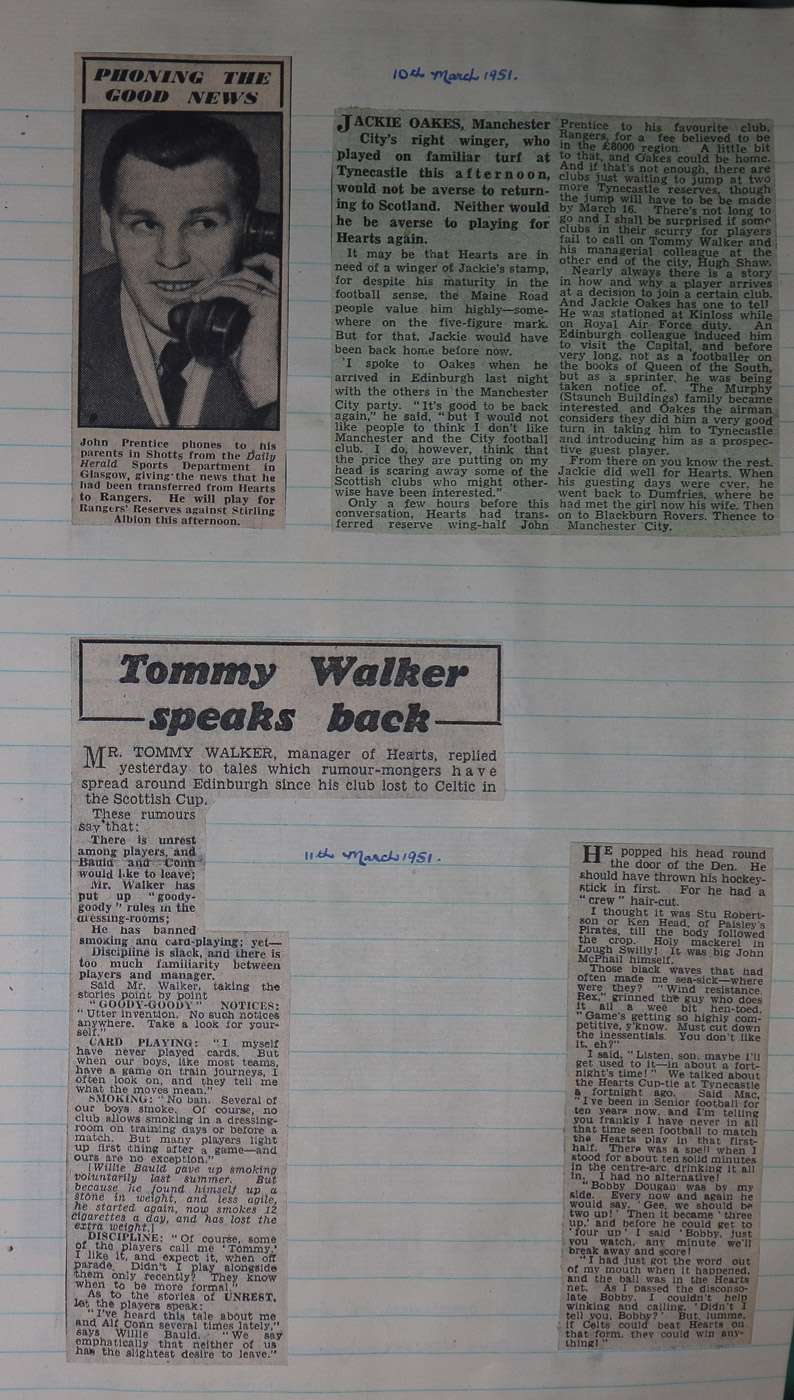 PHONING THE
GOOD NEWS
John Prentice phones to his
parents in Shotts from the Daily
Herald Sports Department in
Glasgow, giving the news that he
had been transferred from Hearts
to Rangers. He will play for
Rangers' Reserves against Stirling
Albion this afternoon.
10th March 1951.
JACKIE OAKES, Manchester
City's right winger, who
played on familiar turf at
Tynecastle this afternoon,
would not be averse to return-
ing to Scotland. Neither would
he be averse to playing for
Hearts again.
It may be that Hearts are in
need of a winger of Jackie's stamp,
for despite his maturity in the
football sense, the Maine Road
people value him highly—some-
where on the five-figure mark.
But for that, Jackie would have
been back home before now.
I spoke to Oakes when he
arrived in Edinburgh last night
with the others in the Manchester
City party. "It's good to be back
again," he said, "but I would not
like people to think I don't like
Manchester and the City football
club. I do, however, think that
the price they are putting on my
head is scaring away some of the
Scottish clubs who might other-
wise have been interested."
Only a few hours before this
conversation, Hearts had trans-
ferred reserve wing-half John
Prentice to his favourite club,
Rangers, for a fee believed to be
in the £8000 region. A little bit
to that, and Oakes could be home.
And if that's not enough, there are
clubs just waiting to jump at two
more Tynecastle reserves, though
the jump will have to be be made
by March 16. There's not long to
go and I shall be surprised if some
clubs in their scurry for players
fail to call on Tommy Walker and
his managerial colleague at the
other end of the city, Hugh Shaw.
Nearly always there is a story
in how and why a player arrives
at a decision to join a certain club.
And Jackie Oakes has one to tell
He was stationed at Kinloss while
on Royal Air Force duty. An
Edinburgh colleague induced him
to visit the Capital, and before
very long, not as a footballer on
the books of Queen of the South,
but as a sprinter, he was being
taken notice of. The Murphy
(Staunch Buildings) family became
interested and Oakes the airman
considers they did him a very good
turn in taking him to Tynecastle
and introducing him as a prospec-
tive guest player.
From there on you know the rest.
Jackie did well for Hearts. When
his guesting days were over, he
went back to Dumfries, where he
had met the girl now his wife. Then
on to Blackburn Rovers. Thence to
Manchester City.
Tommy Walker
speaks back
MR. TOMMY WALKER, manager of Hearts, replied
yesterday to tales which rumour-mongers have
spread around Edinburgh since his club lost to Celtic in
the Scottish Cup.
These rumours
say that:
There is unrest
among players, and
Bauld and Conn
would like to leave;
Mr. Walker has
put up "goody-
goody" rules in the
dressing-rooms;
He has banned
smoking and card-playing; yet—
Discipline is slack, and there is
too much familiarity between
players and manager.
Said Mr. Walker, taking the
stories point by point
"GOODY-GOODY" NOTICES:
"Utter invention. No such notices
anywhere. Take a look for your-
self."
CARD PLAYING: "I myself
have never played cards. But
when our boys, like most teams,
have a game on train journeys, I
often look on, and they tell me
what the moves mean."
SMOKING: "No ban. Several of
our boys smoke. Of course, no
club allows smoking in a dressing-
room on training days or before a
match. But many players light
up first thing after a game—and
ours are no exception."
[Willie Bauld gave up smoking
voluntarily last summer. But
because he found himself up a
stone in weight, and less agile,
he started again, now smokes 12
cigarettes a day, and has lost the
extra weight.]
DISCIPLINE: "Of course, some
of the players call me 'Tommy.'
I like it, and expect it, when off
parade. Didn't I play alongside
them only recently? They know
when to be more formal."
As to the stories of UNREST,
let the players speak:
"I've heard this tale about me
and Alf Conn several times lately,"
says Willie Bauld. "We say
emphatically that neither of us
has the slightest desire to leave."
11th March 1951.
HE popped his head round
the door of the Den. He
should have thrown his hockey-
stick in first. For he had a
"crew" hair-cut.
I thought it was Stu Robert-
son or Ken Head, of Paisley's
Pirates, till the body followed
the crop. Holy mackerel in
Lough Swilly! It was big John
McPhail himself.
Those black waves that had
often made me sea-sick—where
were they? "Wind resistance,
Rex," grinned the guy who does
it all a wee bit hen-toed.
"Game's getting so highly com-
petitive, y'know. Must cut down
the inessentials. You don't like
it, eh?"
I said, "Listen, son, maybe I'll
get used to it—in about a fort-
night's time!" We talked about
the Hearts Cup-tie at Tynecastle
a fortnight ago. Said Mac,
"I've been in Senior football for
ten years now, and I'm telling
you frankly I have never in all
that time seen football to match
the Hearts play in that first-
half. There was a spell when I
stood for about ten solid minutes
in the centre-arc, drinking it all
in. I had no alternative!
"Bobby Dougan was by my
side. Every now and again he
would say, 'Gee, we should be
two up!' Then it became 'three
up,' and before he could get to
'four up' I said 'Bobby, just
you watch, any minute we'll
break away and score!
"I had just got the word out
of my mouth when it happened,
and the ball was in the Hearts
net. As I passed the disconso-
late Bobby, I couldn't help
winking and calling, 'Didn't I
tell you, Bobby?' But, lumme,
if Celts could beat Hearts on
that form, they could win any-
thing!"